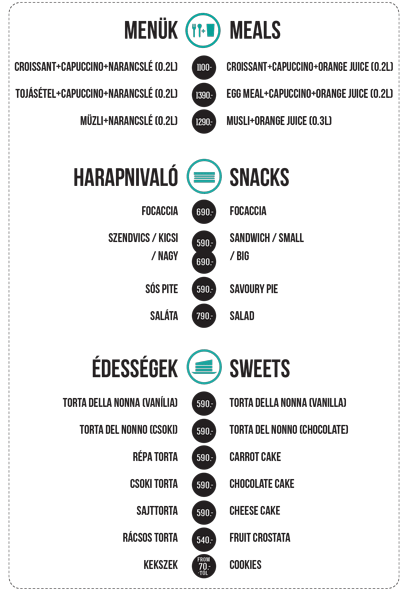 MENÜK MEALS
CROISSANT+CAPUCCINO+NARANCSLÉ (0.2L) 1100.- CROISSANT+CAPUCCINO+ORANGE JUICE (0.2L)
TOJÁSÉTEL+CAPUCCINO+NARANCSLÉ (0.2L) 1390.- EGG MEAL+CAPUCCINO+ORANGE JUICE (0.2L)
MÜZLI+NARANCSLÉ (0.2L) 1290.- MUSLI+ORANGE JUICE (0.3L)
HARAPNIVALÓ SNACKS
FOCACCIA 690.- FOCACCIA
SZENDVICS / KICSI 590.- SANDWICH / SMALL
/ NAGY 690.- / BIG
SÓS PITE 590.- SAVOURY PIE
SALÁTA 790.- SALAD
ÉDESSÉGEK SWEETS
TORTA DELLA NONNA (VANÍLIA) 590.- TORTA DELLA NONNA (VANILLA)
TORTA DEL NONNO (CSOKI) 590.- TORTA DEL NONNO (CHOCOLATE)
RÉPA TORTA 590.- CARROT CAKE
CSOKI TORTA 590.- CHOCOLATE CAKE
SAJTTORTA 590.- CHEESE CAKE
RÁCSOS TORTA 540.- FRUIT CROSTATA
KEKSZEK FROM 70.- -TÓL COOKIES